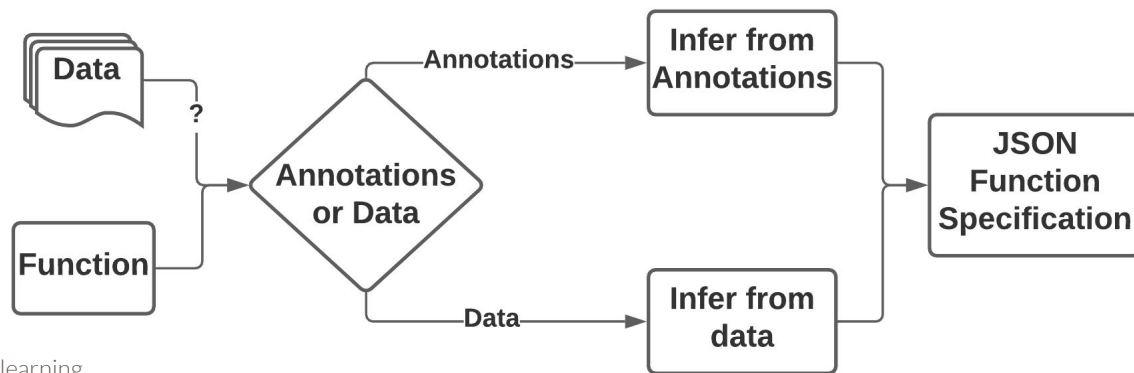 Data
?
Function
Annotations
or Data
Annotations
Data
Infer from
Annotations
Infer from
data
JSON
Function
Specification
learning